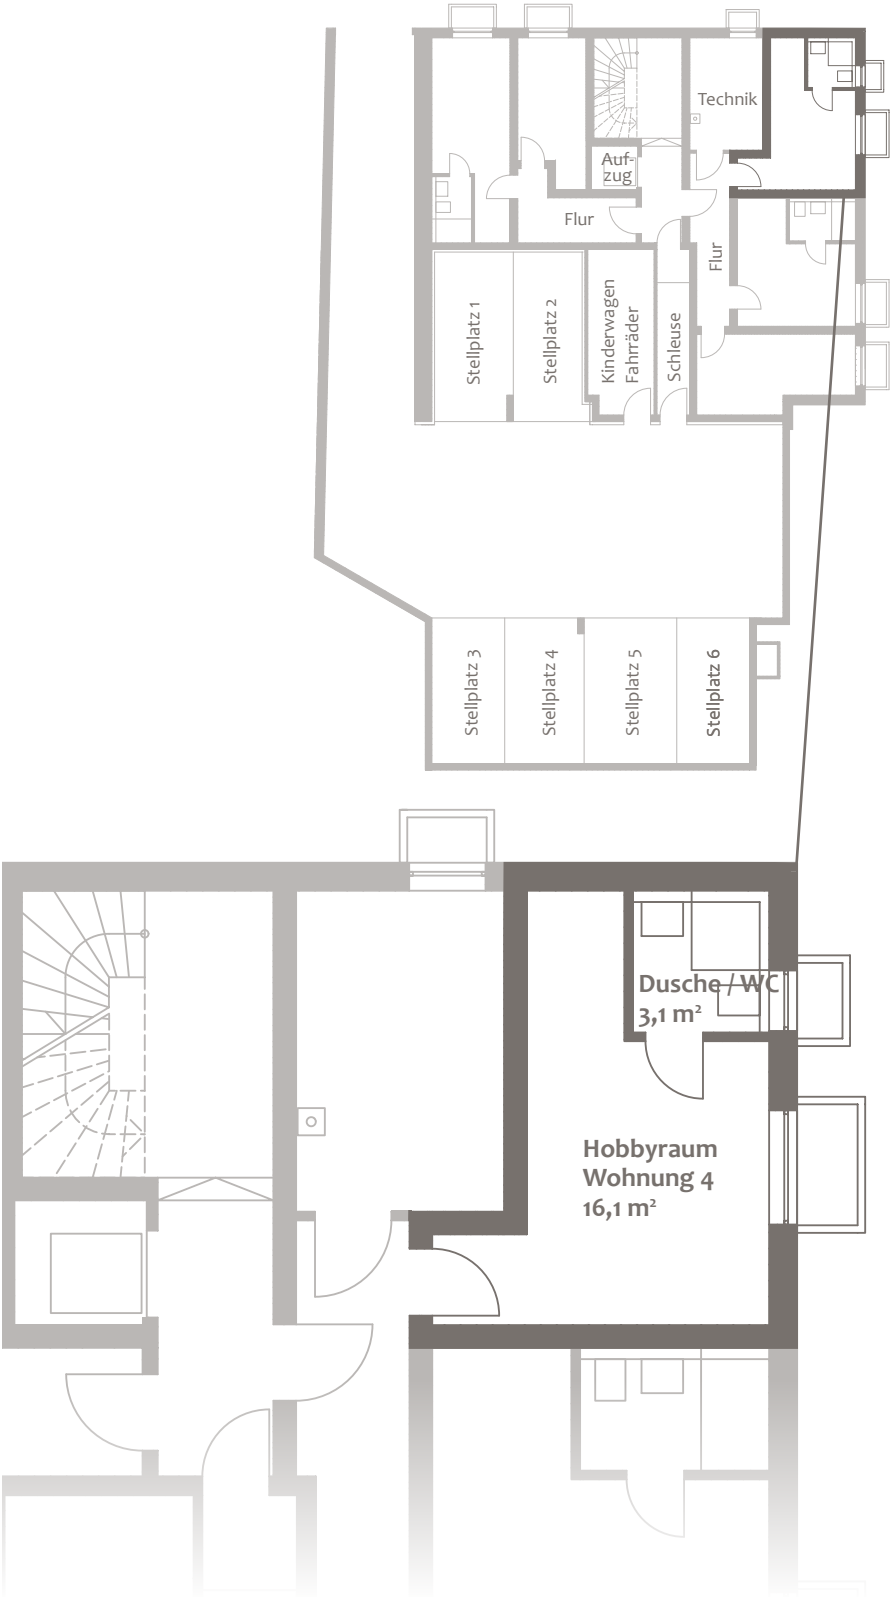 Technik
Auf-
zug
Flur
Flur
Stellplatz 1
Stellplatz 2
Kinderwagen
Fahrräder
Schleuse
Stellplatz 3
Stellplatz 4
Stellplatz 5
Stellplatz 6
Dusche / WC
3,1 m²
Hobbyraum
Wohnung 4
16,1 m²